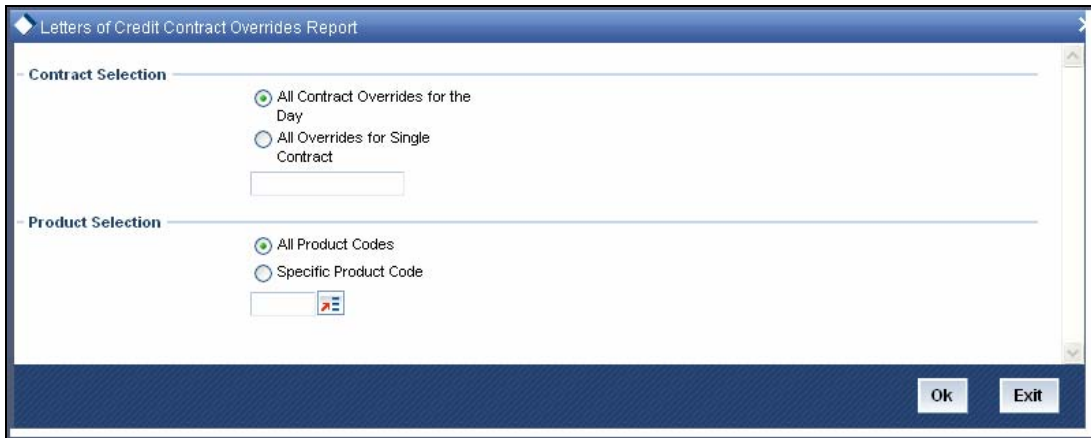 Letters of Credit Contract Overrides Report
Contract Selection
All Contract Overrides for the
Day
All Overrides for Single
Contract
Product Selection
All Product Codes
Specific Product Code
Ok
Exit